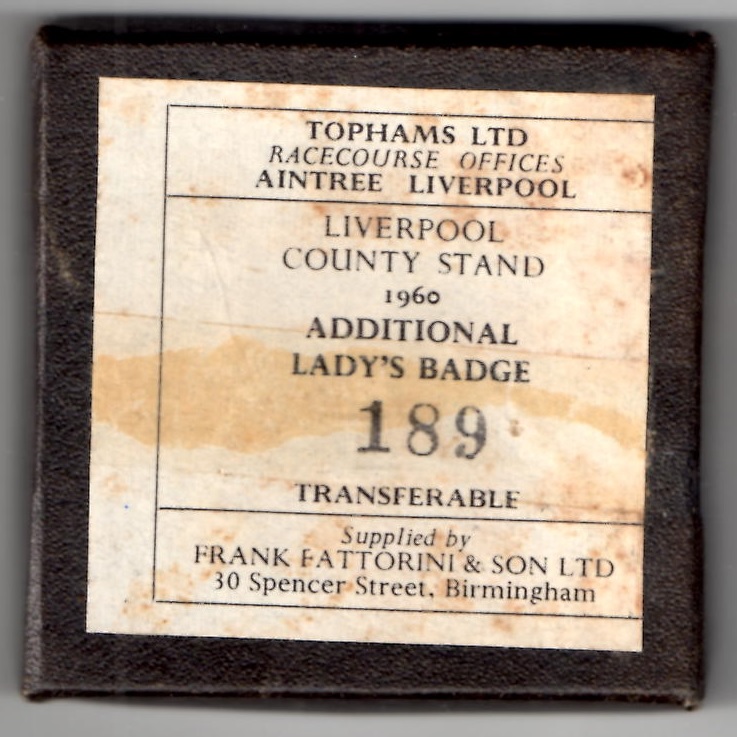 TOPHAMS LTD
RACECOURSE OFFICES
AINTREE LIVERPOOL
LIVERPOOL
COUNTY STAND
1960
ADDITIONAL
LADY'S BADGE
189
TRANSFERABLE
Supplied by
FRANK FATTORINI & SON LTD
30 Spencer Street, Birmingham